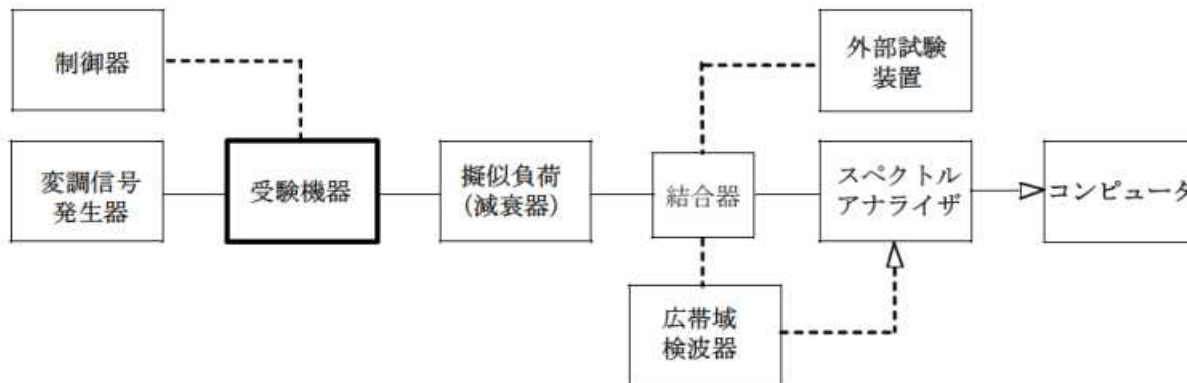 制御器
外部試験
装置
変調信号
発生器
受験機器
擬似負荷
（減衰器）
結合器
スペクトル
アナライザ
コンピュータ
広帯域
検波器